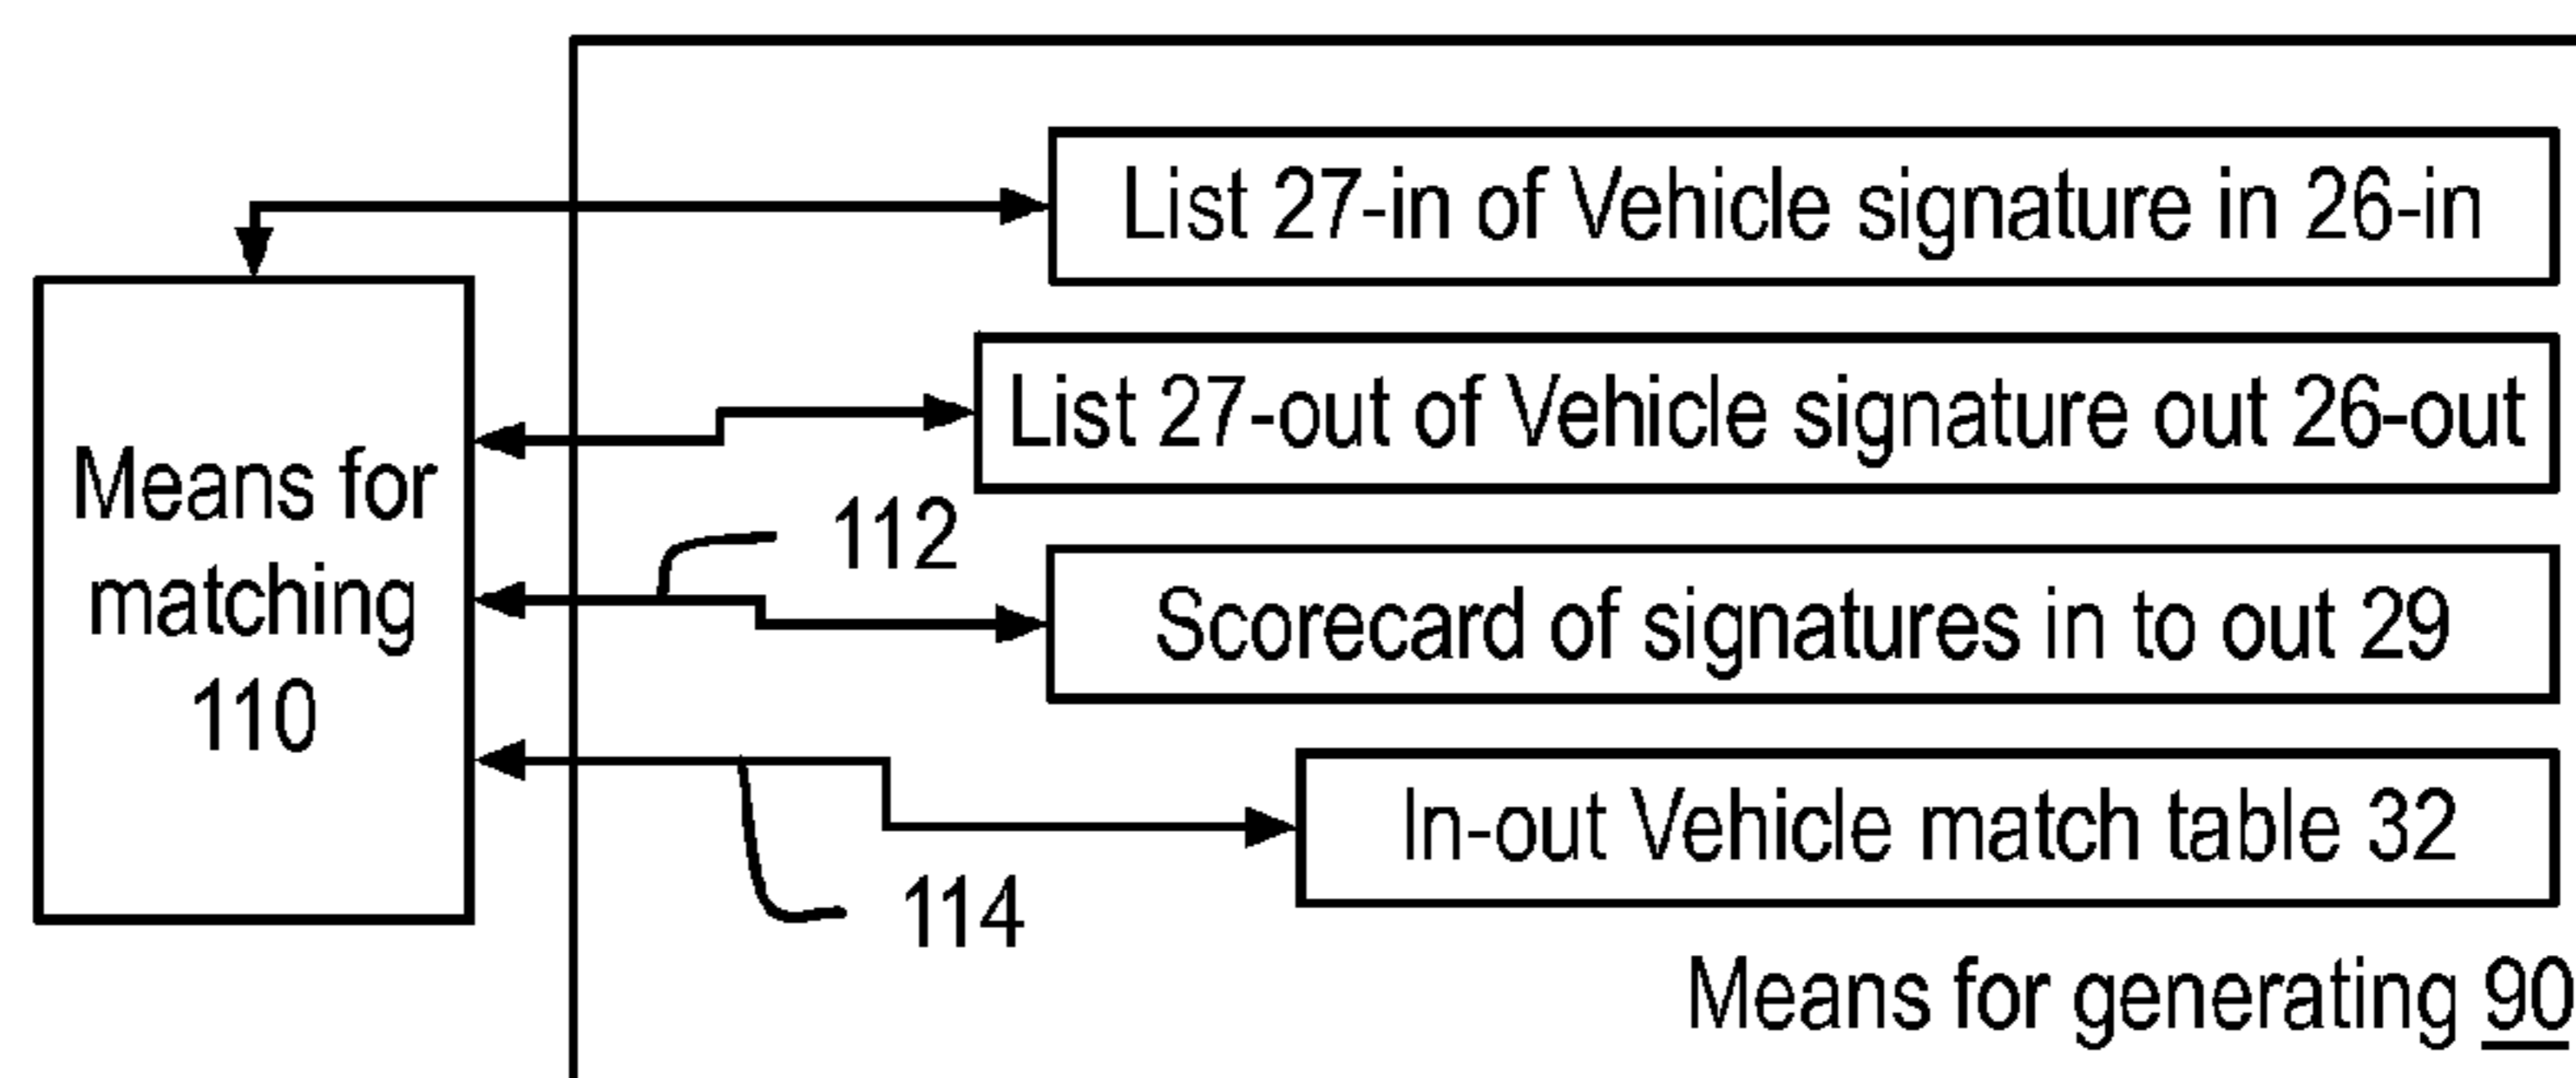 List 27-in of Vehicle signature in 26-in
List 27-out of Vehicle signature out 26-out
Means for
matching
110
112
Scorecard of signatures in to out 29
In-out Vehicle match table 32
114
Means for generating 90